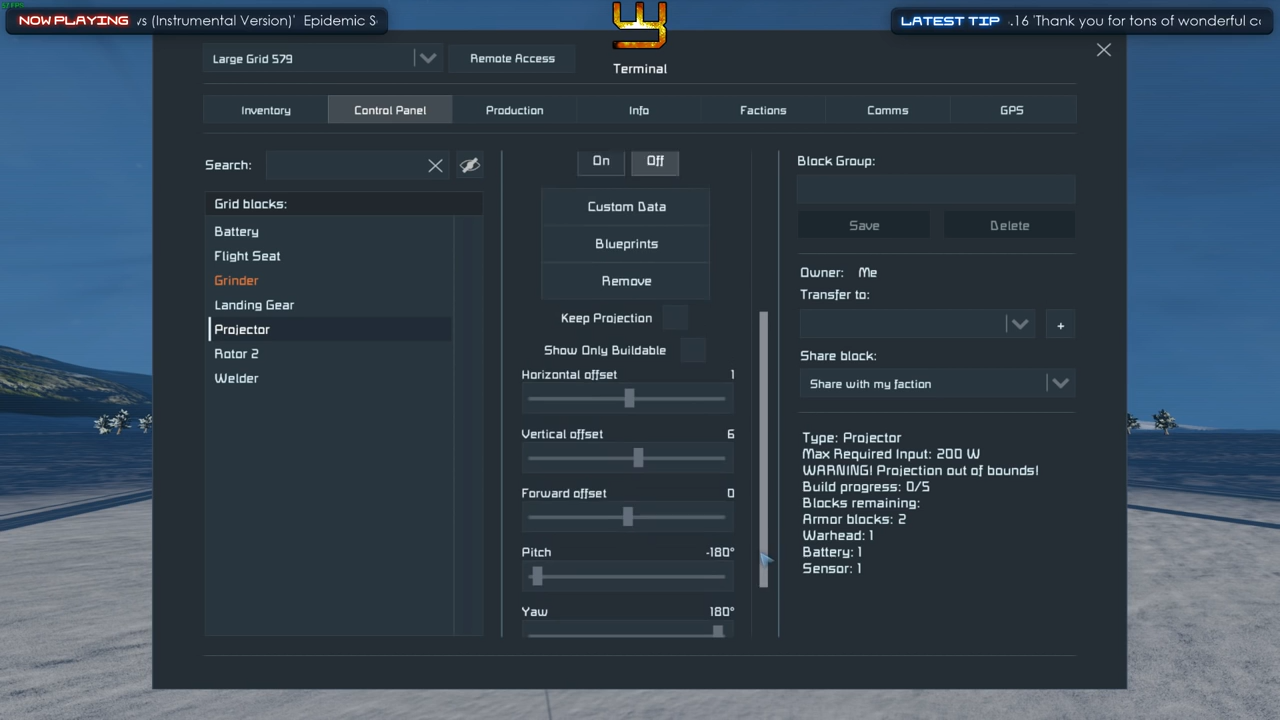 NOW PLAYING vs (Instrumental Version)' Epidemic S
LATEST TIP .16 'Thank you for tons of wonderful co
Large Grid 579
Remote Access
Terminal
Inventory
Control Panel
Production
Info
Factions
Comms
GPS
Search:
Grid blocks:
Battery
Flight Seat
Grinder
Landing Gear
Projector
Rotor 2
Welder
On
Off
Custom Data
Blueprints
Remove
Keep Projection
Show Only Buildable
Horizontal offset 1
Vertical offset 6
Forward offset 0
Pitch -180°
Yaw 180°
Block Group:
Save
Delete
Owner: Me
Transfer to:
+
Share block:
Share with my faction
Type: Projector
Max Required Input: 200 W
WARNING! Projection out of bounds!
Build progress: 0/5
Blocks remaining:
Armor blocks: 2
Warhead: 1
Battery: 1
Sensor: 1